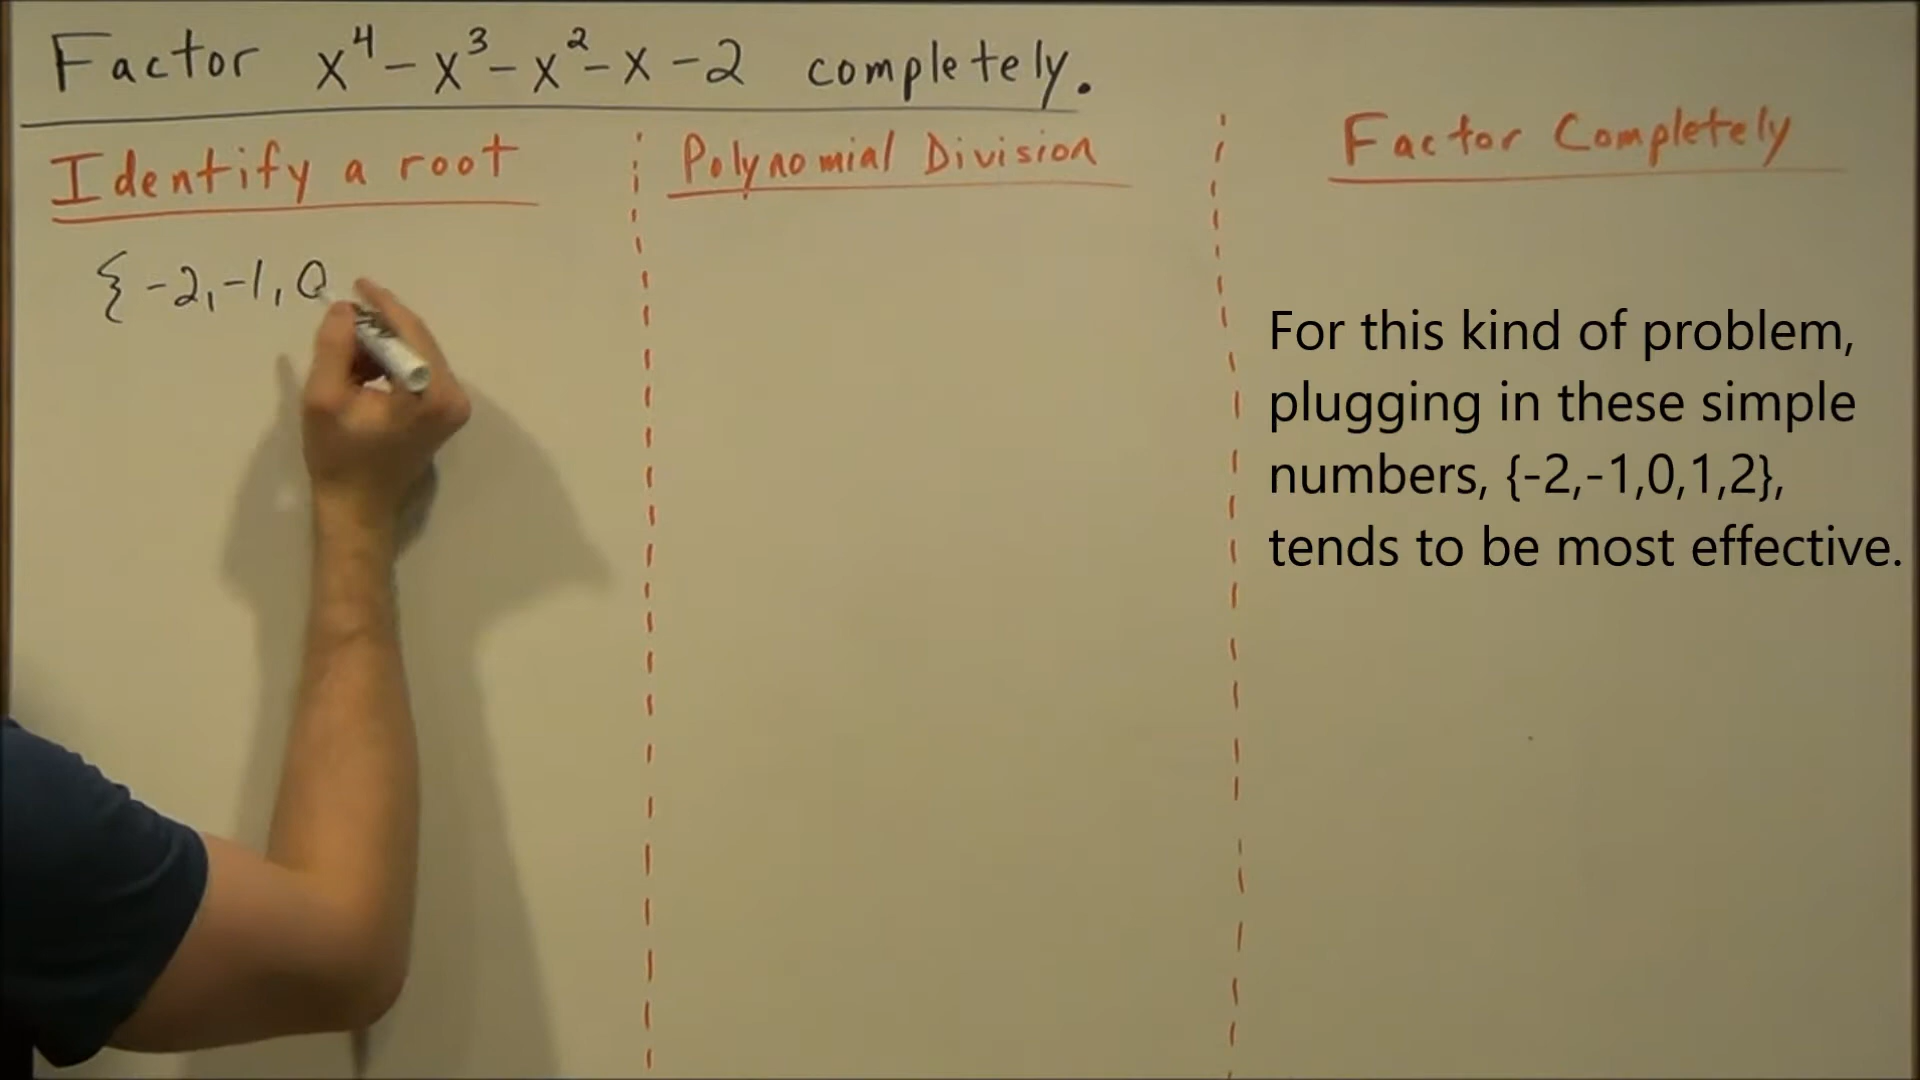 Factor x⁴ - x³ - x² - x - 2 completely.
Identify a root
Polynomial Division
Factor Completely
{ -2, -1, 0
For this kind of problem,
plugging in these simple
numbers, {-2,-1,0,1,2},
tends to be most effective.